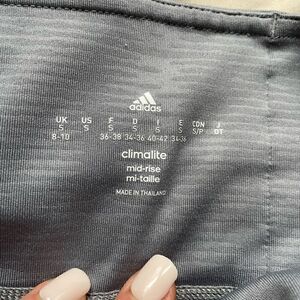 adidas
UK US F D I E CDN J
S S S S S S S/P OT
8-10 36-38 34-36 40-42 34-36
climalite
mid-rise
mi-taille
MADE IN THAILAND